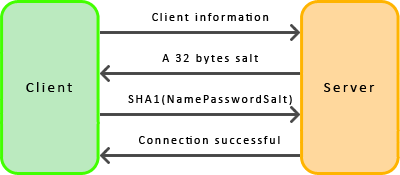 Client information
A 32 bytes salt
Client
Server
SHA1(NamePasswordSalt)
Connection successful